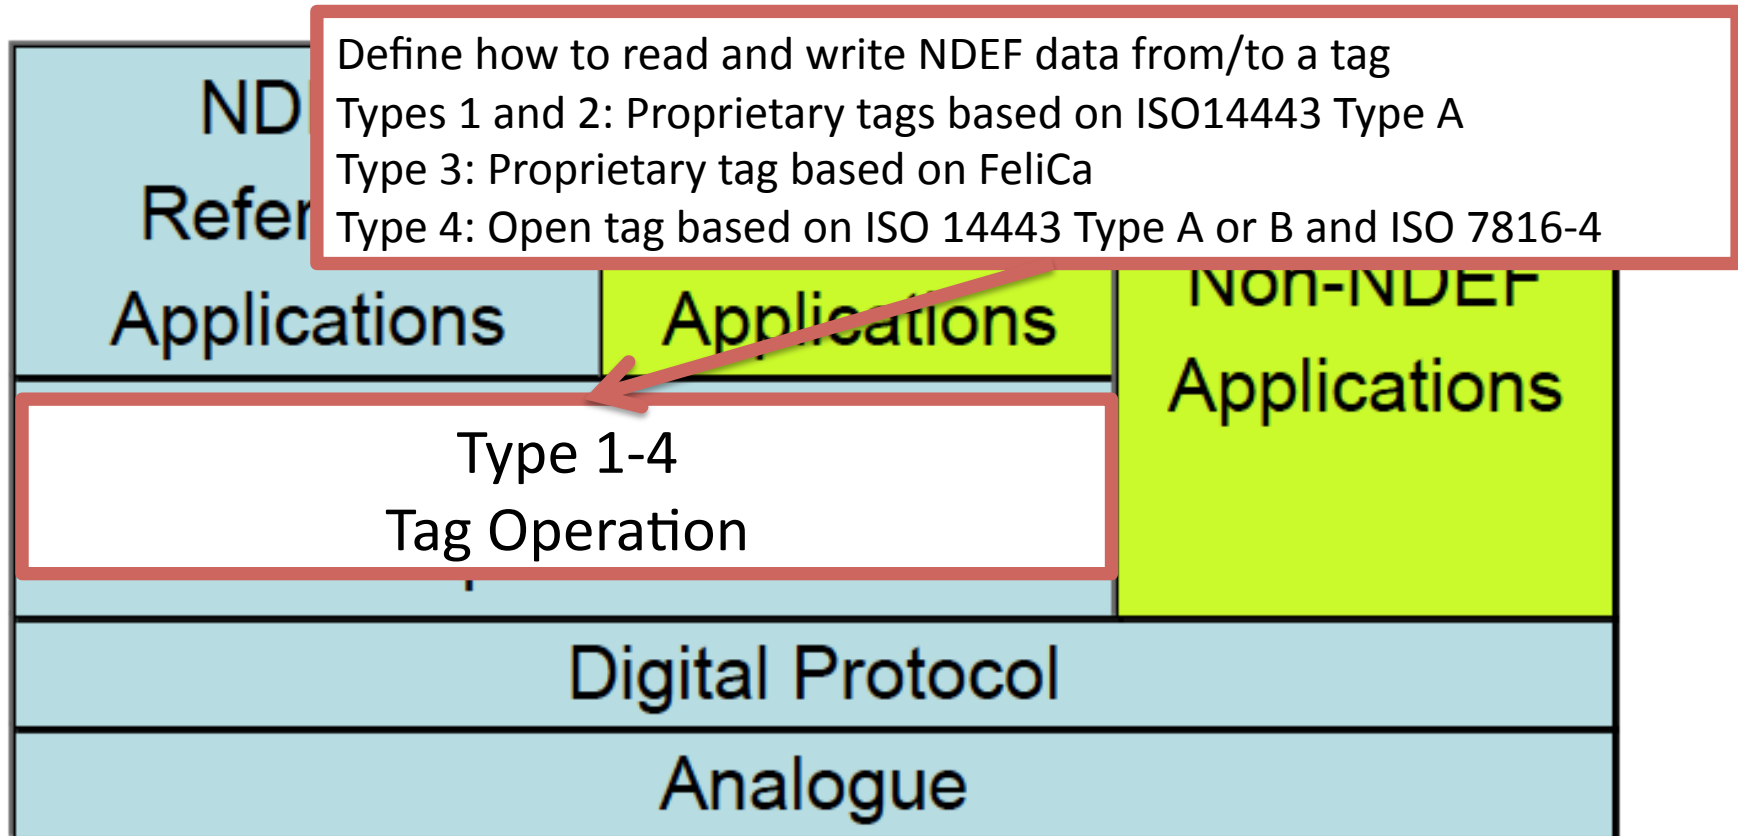 Define how to read and write NDEF data from/to a tag
Types 1 and 2: Proprietary tags based on ISO14443 Type A
Type 3: Proprietary tag based on FeliCa
Type 4: Open tag based on ISO 14443 Type A or B and ISO 7816-4
ND
Refer
Applications
Applications
Non-NDEF
Applications
Type 1-4
Tag Operation
Digital Protocol
Analogue